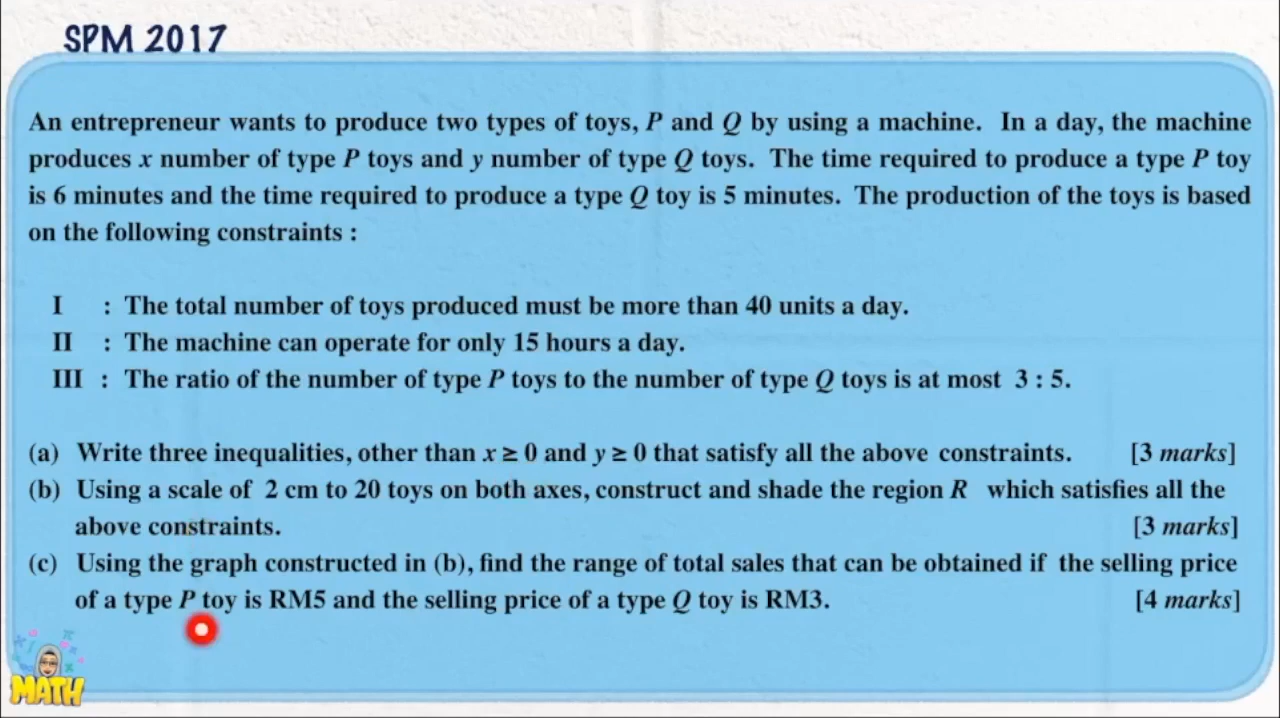 SPM 2017
An entrepreneur wants to produce two types of toys, P and Q by using a machine. In a day, the machine
produces x number of type P toys and y number of type Q toys. The time required to produce a type P toy
is 6 minutes and the time required to produce a type Q toy is 5 minutes. The production of the toys is based
on the following constraints :
I : The total number of toys produced must be more than 40 units a day.
II : The machine can operate for only 15 hours a day.
III : The ratio of the number of type P toys to the number of type Q toys is at most 3 : 5.
(a) Write three inequalities, other than x ≥ 0 and y ≥ 0 that satisfy all the above constraints. [3 marks]
(b) Using a scale of 2 cm to 20 toys on both axes, construct and shade the region R which satisfies all the
above constraints. [3 marks]
(c) Using the graph constructed in (b), find the range of total sales that can be obtained if the selling price
of a type P toy is RM5 and the selling price of a type Q toy is RM3. [4 marks]
MATH